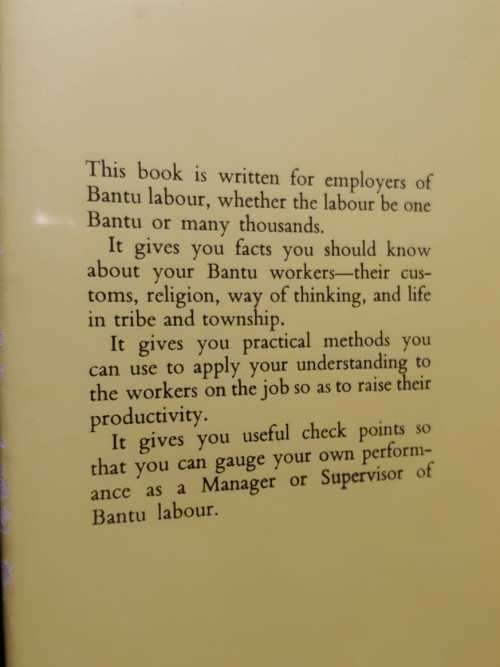 This book is written for employers of
Bantu labour, whether the labour be one
Bantu or many thousands.
It gives you facts you should know
about your Bantu workers—their cus-
toms, religion, way of thinking, and life
in tribe and township.
It gives you practical methods you
can use to apply your understanding to
the workers on the job so as to raise their
productivity.
It gives you useful check points so
that you can gauge your own perform-
ance as a Manager or Supervisor of
Bantu labour.